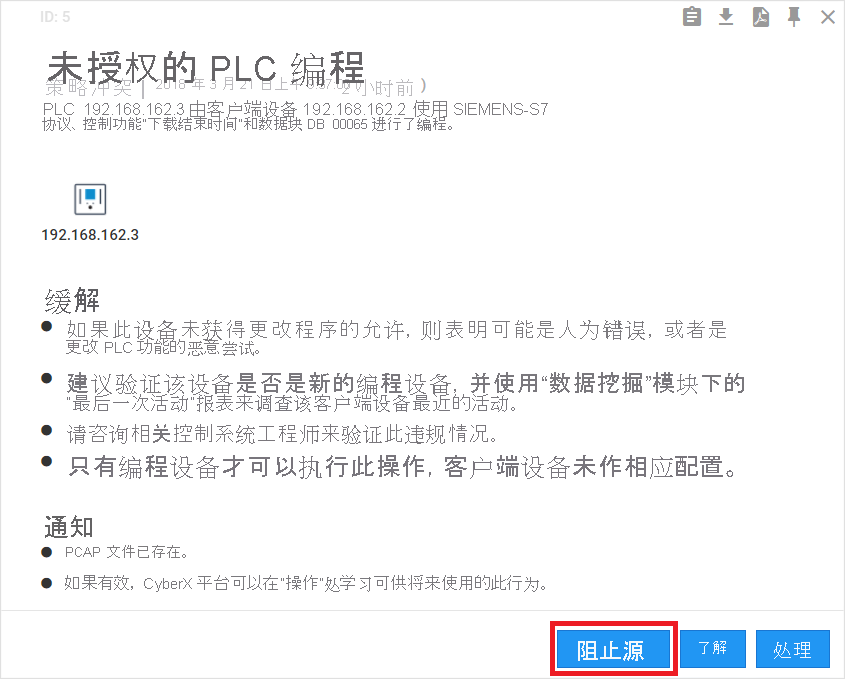 ID: 5
未授权的 PLC 编程
策略冲突 | 2018 年 3 月 21 日上午 小时前 )
PLC 192.168.162.3 由客户端设备 192.168.162.2 使用 SIEMENS-S7
协议、控制功能"下载结束时间"和数据块 DB 00065 进行了编程。
192.168.162.3
缓解
如果此设备未获得更改程序的允许, 则表明可能是人为错误, 或者是
更改 PLC 功能的恶意尝试。
建议验证该设备是否是新的编程设备, 并使用“数据挖掘”模块下的
"最后一次活动"报表来调查该客户端设备最近的活动。
请咨询相关控制系统工程师来验证此违规情况。
只有编程设备才可以执行此操作, 客户端设备未作相应配置。
通知
PCAP 文件已存在。
如果有效, CyberX 平台可以在"操作"处学习可供将来使用的此行为。
阻止源
了解
处理